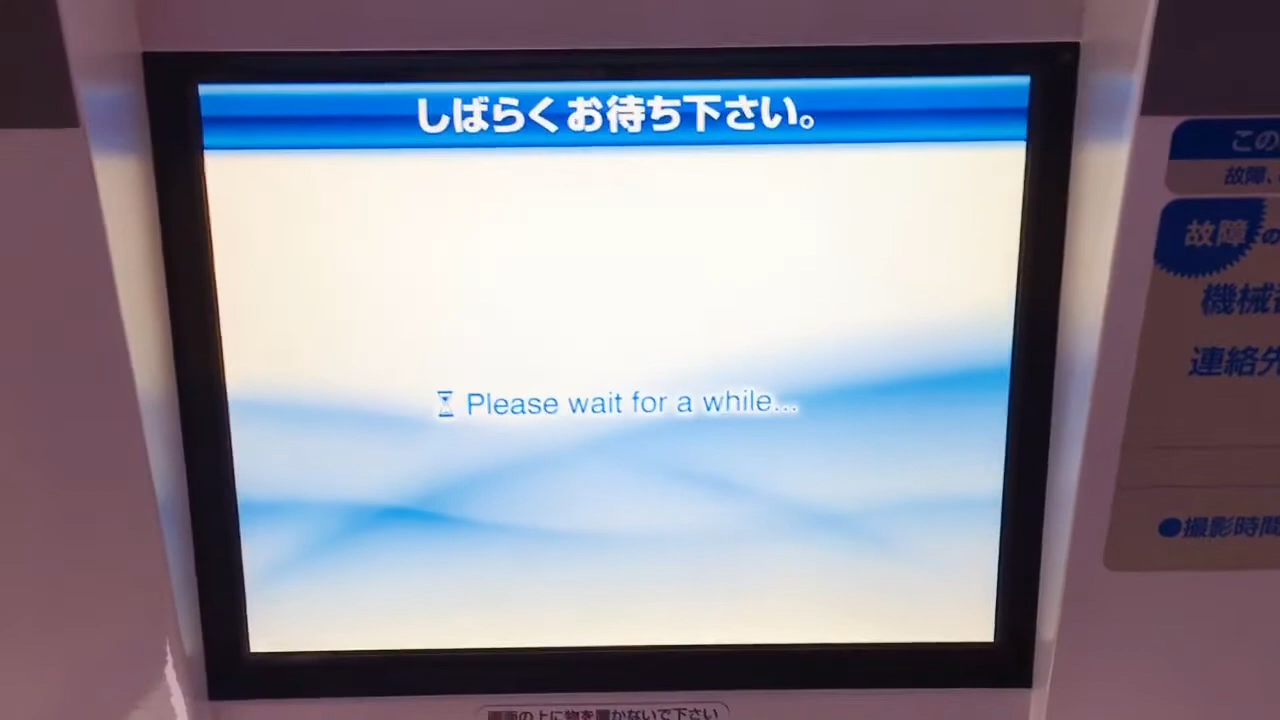 しばらくお待ち下さい。
Please wait for a while...
この
故障、
故障の
機械
連絡先
●撮影時間
画面の上に物を置かないで下さい